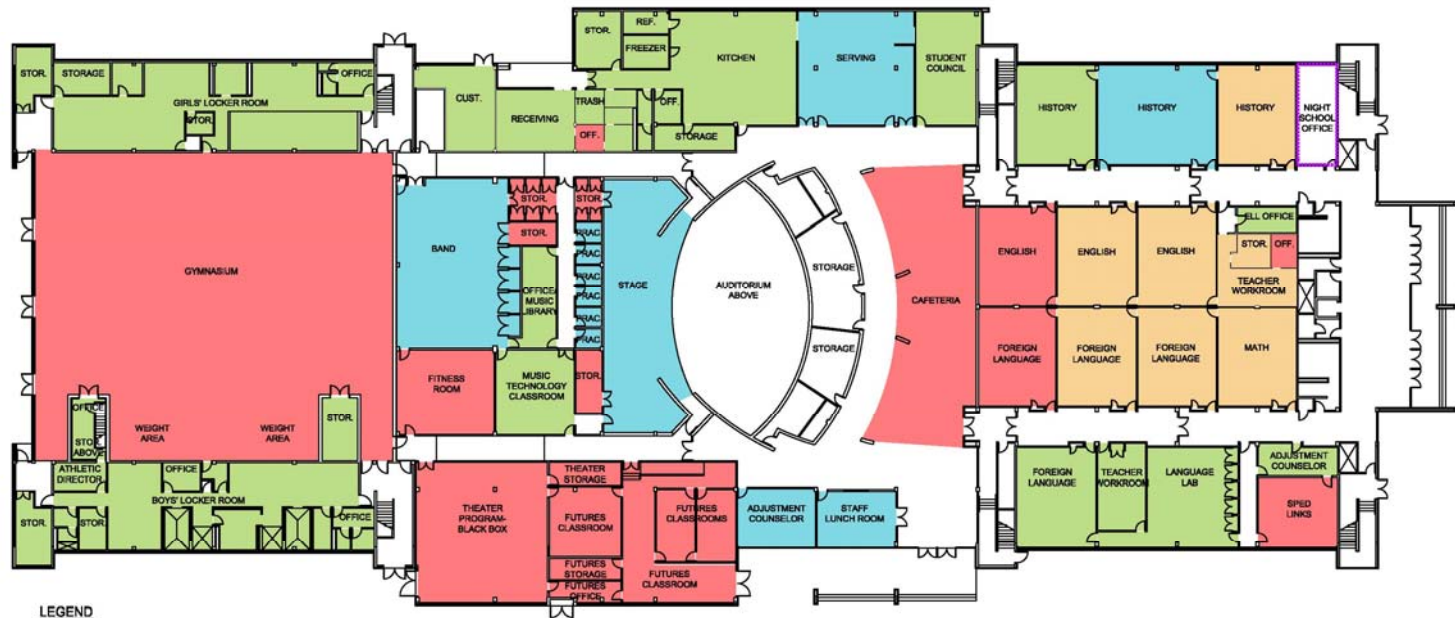 STOR.
STORAGE
OFFICE
GIRLS' LOCKER ROOM
STOR.
CUST.
RECEIVING
TRASH
OFF.
OFF.
STORAGE
STOR.
REF.
FREEZER
KITCHEN
SERVING
STUDENT
COUNCIL
HISTORY
HISTORY
HISTORY
NIGHT
SCHOOL
OFFICE
GYMNASIUM
BAND
STOR.
STOR.
OFFICE/
MUSIC
LIBRARY
STOR.
PRAC.
PRAC.
PRAC.
PRAC.
PRAC.
PRAC.
STOR.
STAGE
AUDITORIUM
ABOVE
STORAGE
STORAGE
CAFETERIA
ENGLISH
ENGLISH
ENGLISH
ELL OFFICE
STOR.
OFF.
TEACHER
WORKROOM
FOREIGN
LANGUAGE
FOREIGN
LANGUAGE
FOREIGN
LANGUAGE
MATH
FITNESS
ROOM
MUSIC
TECHNOLOGY
CLASSROOM
OFFICE
STOR.
ABOVE
WEIGHT
AREA
WEIGHT
AREA
STOR.
ATHLETIC
DIRECTOR
OFFICE
BOYS' LOCKER ROOM
STOR.
STOR.
OFFICE
THEATER
PROGRAM-
BLACK BOX
THEATER
STORAGE
FUTURES
CLASSROOM
FUTURES
STORAGE
FUTURES
OFFICE
FUTURES
CLASSROOMS
FUTURES
CLASSROOM
ADJUSTMENT
COUNSELOR
STAFF
LUNCH ROOM
FOREIGN
LANGUAGE
TEACHER
WORKROOM
LANGUAGE
LAB
ADJUSTMENT
COUNSELOR
SPED
LINKS
LEGEND